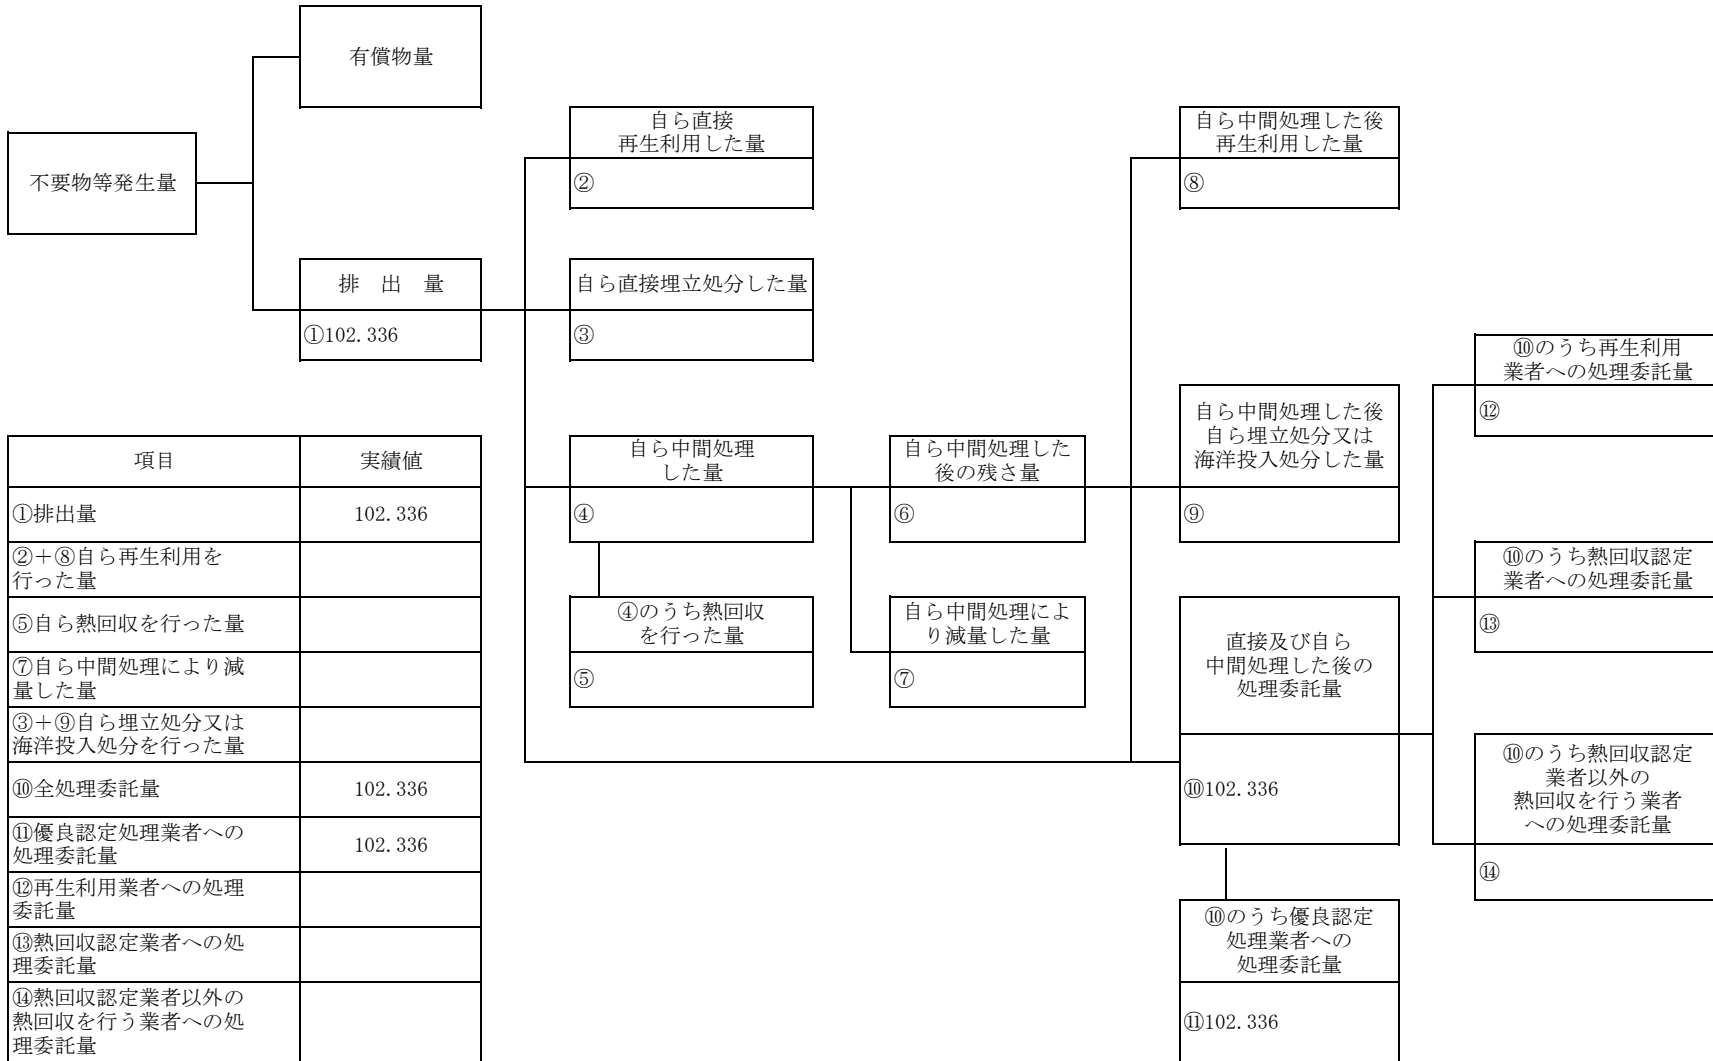 有償物量
不要物等発生量
排　出　量
①102.336
自ら直接
再生利用した量
②
自ら直接埋立処分した量
③
自ら中間処理
した量
④
④のうち熱回収
を行った量
⑤
自ら中間処理した
後の残さ量
⑥
自ら中間処理によ
り減量した量
⑦
自ら中間処理した後
再生利用した量
⑧
自ら中間処理した後
自ら埋立処分又は
海洋投入処分した量
⑨
直接及び自ら
中間処理した後の
処理委託量
⑩102.336
⑩のうち優良認定
処理業者への
処理委託量
⑪102.336
⑩のうち再生利用
業者への処理委託量
⑫
⑩のうち熱回収認定
業者への処理委託量
⑬
⑩のうち熱回収認定
業者以外の
熱回収を行う業者
への処理委託量
⑭
項目 実績値
①排出量 102.336
②＋⑧自ら再生利用を
行った量
⑤自ら熱回収を行った量
⑦自ら中間処理により減
量した量
③＋⑨自ら埋立処分又は
海洋投入処分を行った量
⑩全処理委託量 102.336
⑪優良認定処理業者への
処理委託量 102.336
⑫再生利用業者への処理
委託量
⑬熱回収認定業者への処
理委託量
⑭熱回収認定業者以外の
熱回収を行う業者への処
理委託量